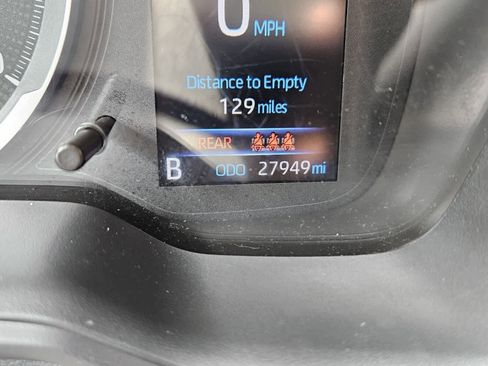 0 MPH
Distance to Empty
129 miles
REAR
B ODO 27949 mi